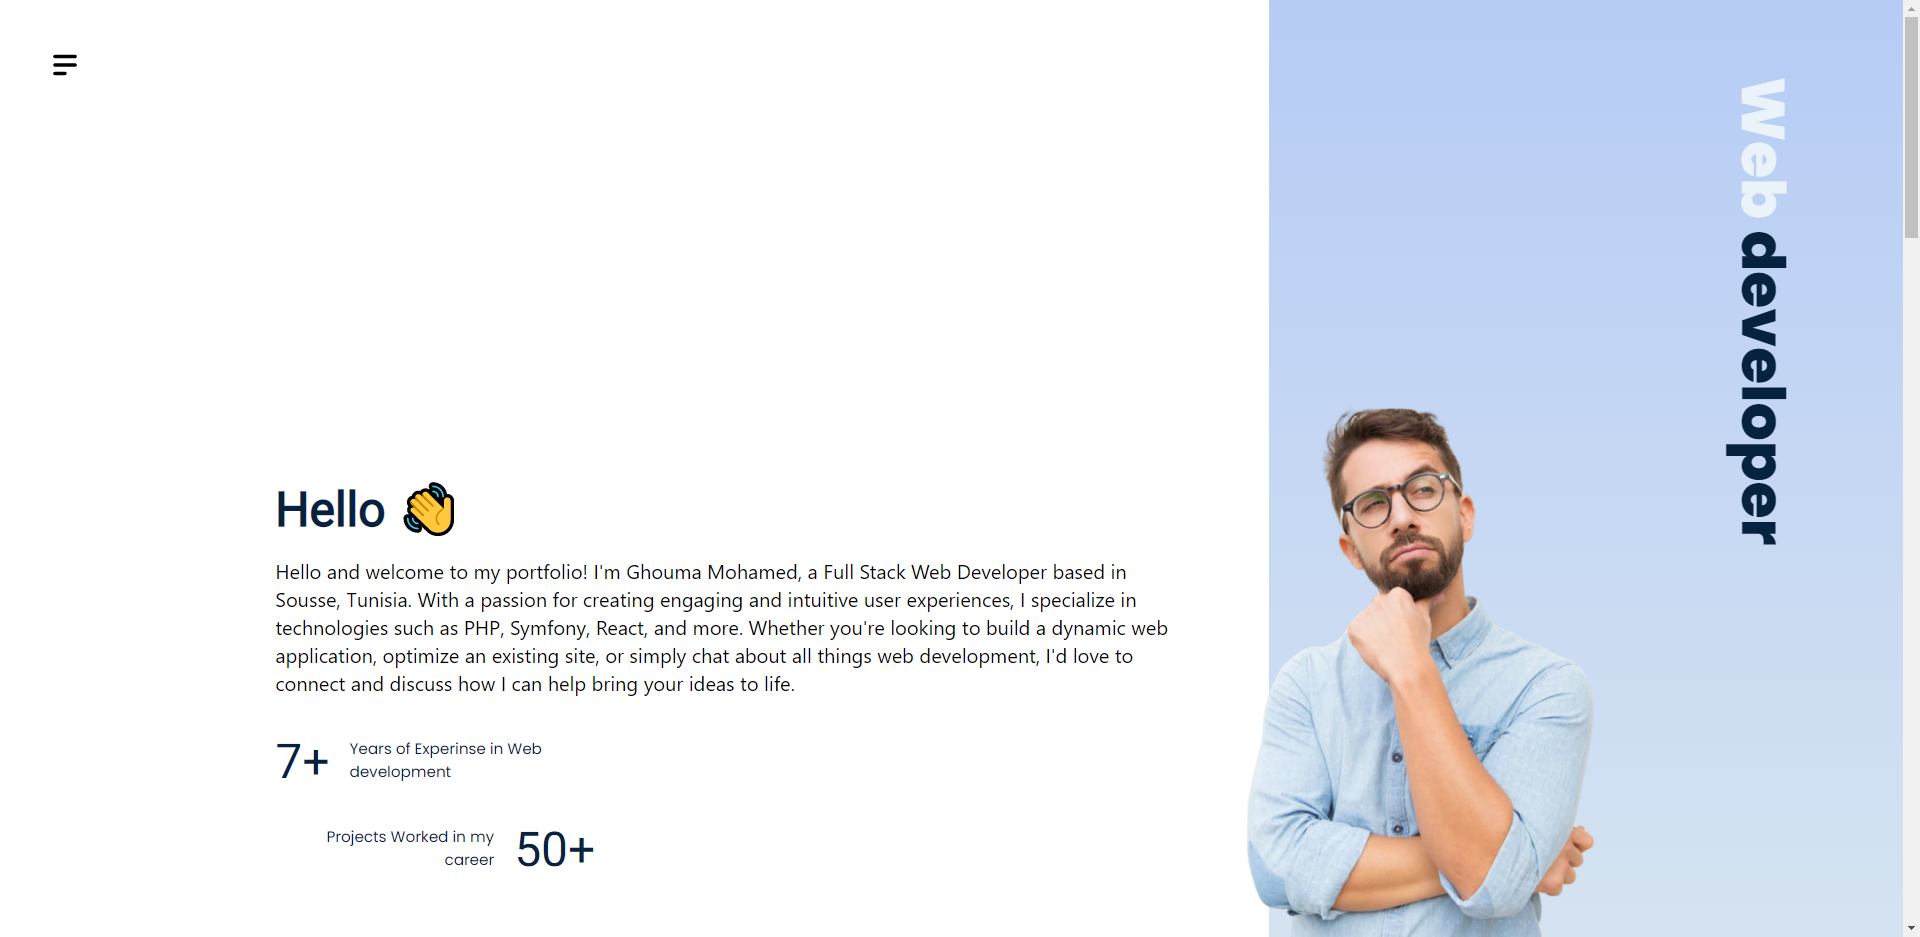 Web developer
Hello
Hello and welcome to my portfolio! I'm Ghouma Mohamed, a Full Stack Web Developer based in
Sousse, Tunisia. With a passion for creating engaging and intuitive user experiences, I specialize in
technologies such as PHP, Symfony, React, and more. Whether you're looking to build a dynamic web
application, optimize an existing site, or simply chat about all things web development, I'd love to
connect and discuss how I can help bring your ideas to life.
7+
Years of Experinse in Web
development
Projects Worked in my
career
50+